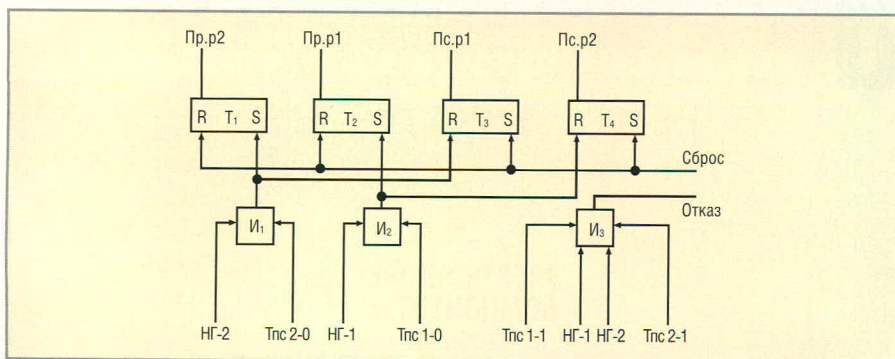 Пр.р2 Пр.р1 Пс.р1 Пс.р2
R T₁ S R T₂ S R T₃ S R T₄ S
Сброс
Отказ
И₁ И₂ И₃
НГ-2 Тпс 2-0 НГ-1 Тпс 1-0 Тпс 1-1 НГ-1 НГ-2 Тпс 2-1